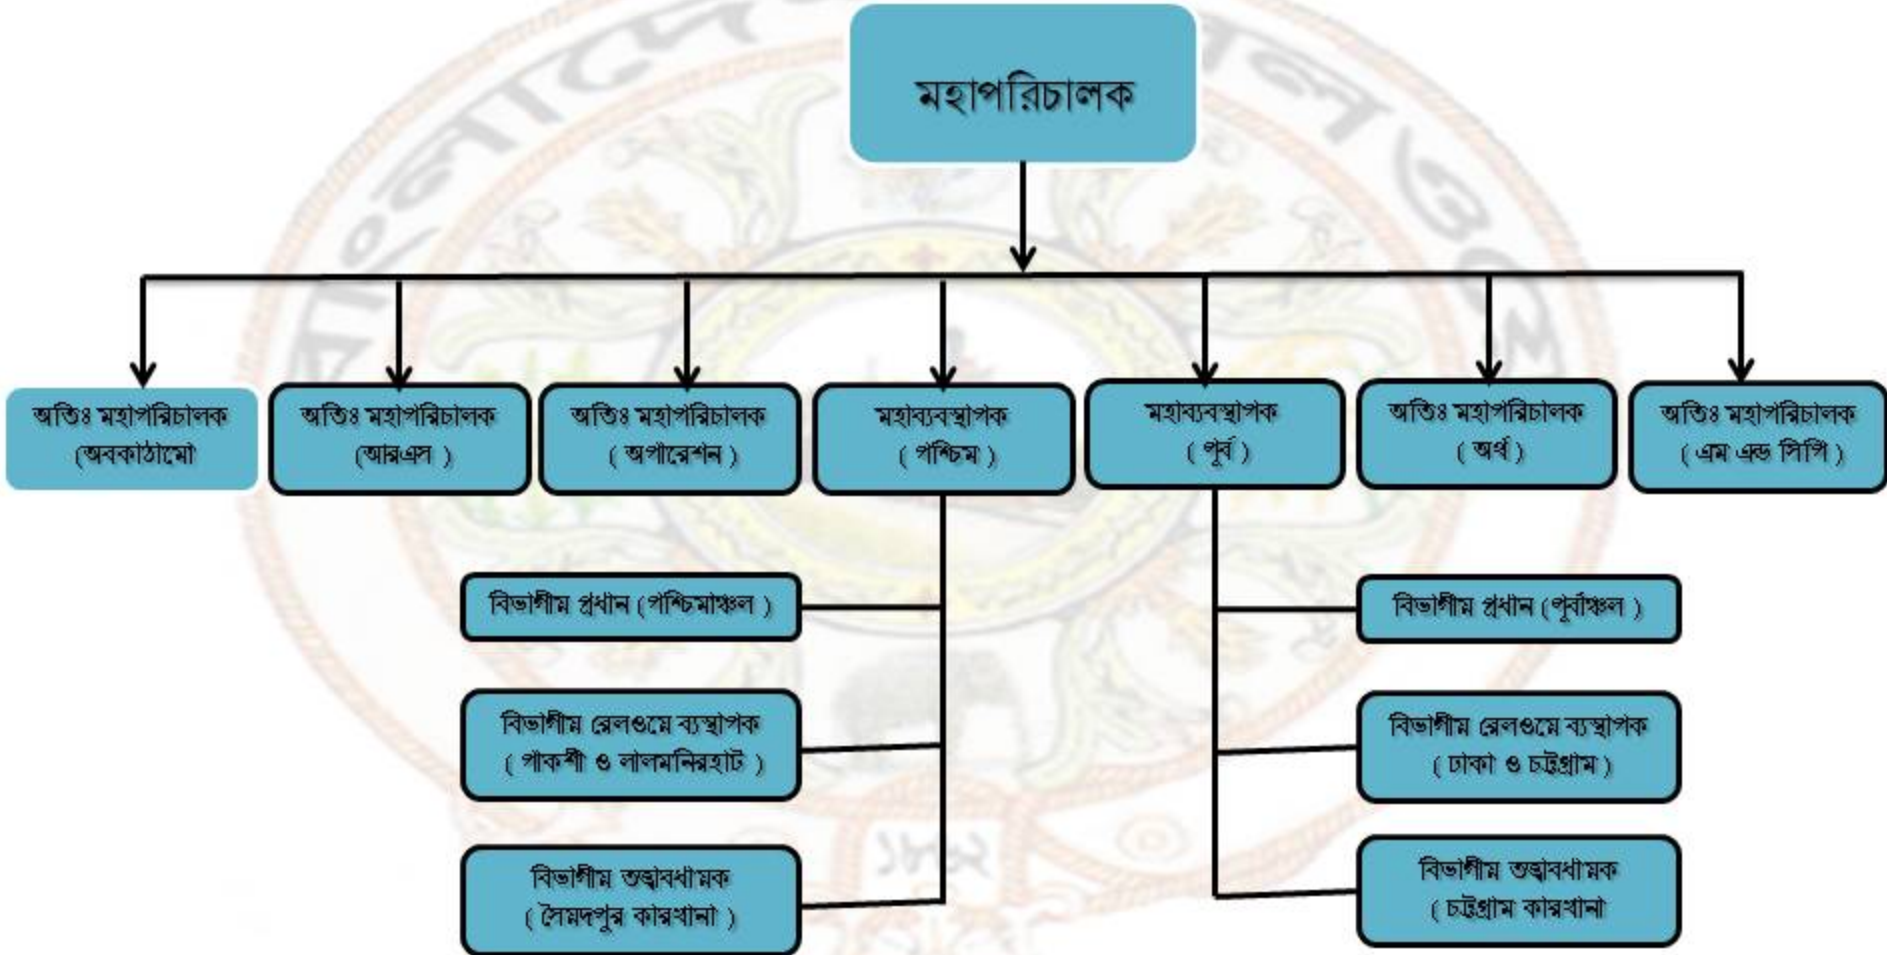 মহাপরিচালক
অতিঃ মহাপরিচালক
(অবকাঠামো
অতিঃ মহাপরিচালক
(আরএস )
অতিঃ মহাপরিচালক
( অপারেশন )
মহাব্যবস্থাপক
( পশ্চিম )
মহাব্যবস্থাপক
( পূর্ব )
অতিঃ মহাপরিচালক
( অর্থ )
অতিঃ মহাপরিচালক
( এম এন্ড সিপি )
বিভাগীয় প্রধান (পশ্চিমাঞ্চল )
বিভাগীয় রেলওয়ে ব্যস্থাপক
( পাকশী ও লালমনিরহাট )
বিভাগীয় তত্ত্বাবধায়ক
( সৈয়দপুর কারখানা )
বিভাগীয় প্রধান (পূর্বাঞ্চল )
বিভাগীয় রেলওয়ে ব্যস্থাপক
( ঢাকা ও চট্টগ্রাম )
বিভাগীয় তত্ত্বাবধায়ক
( চট্টগ্রাম কারখানা